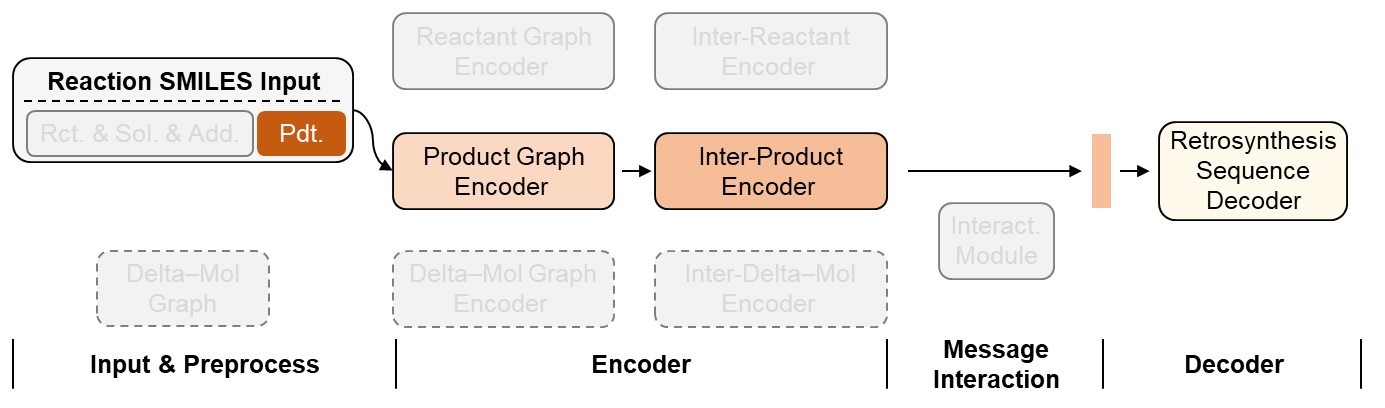 Reaction SMILES Input
Rct. & Sol. & Add.
Pdt.
Delta–Mol
Graph
Reactant Graph
Encoder
Inter-Reactant
Encoder
Product Graph
Encoder
Inter-Product
Encoder
Delta–Mol Graph
Encoder
Inter-Delta–Mol
Encoder
Interact.
Module
Retrosynthesis
Sequence
Decoder
Input & Preprocess
Encoder
Message
Interaction
Decoder